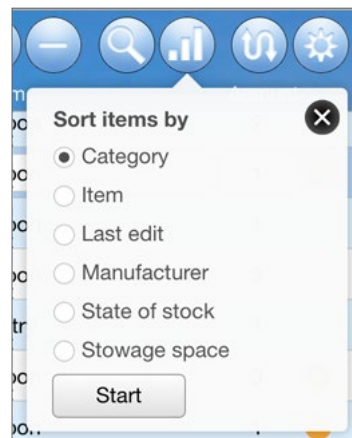 Sort items by
Category
Item
Last edit
Manufacturer
State of stock
Stowage space
Start